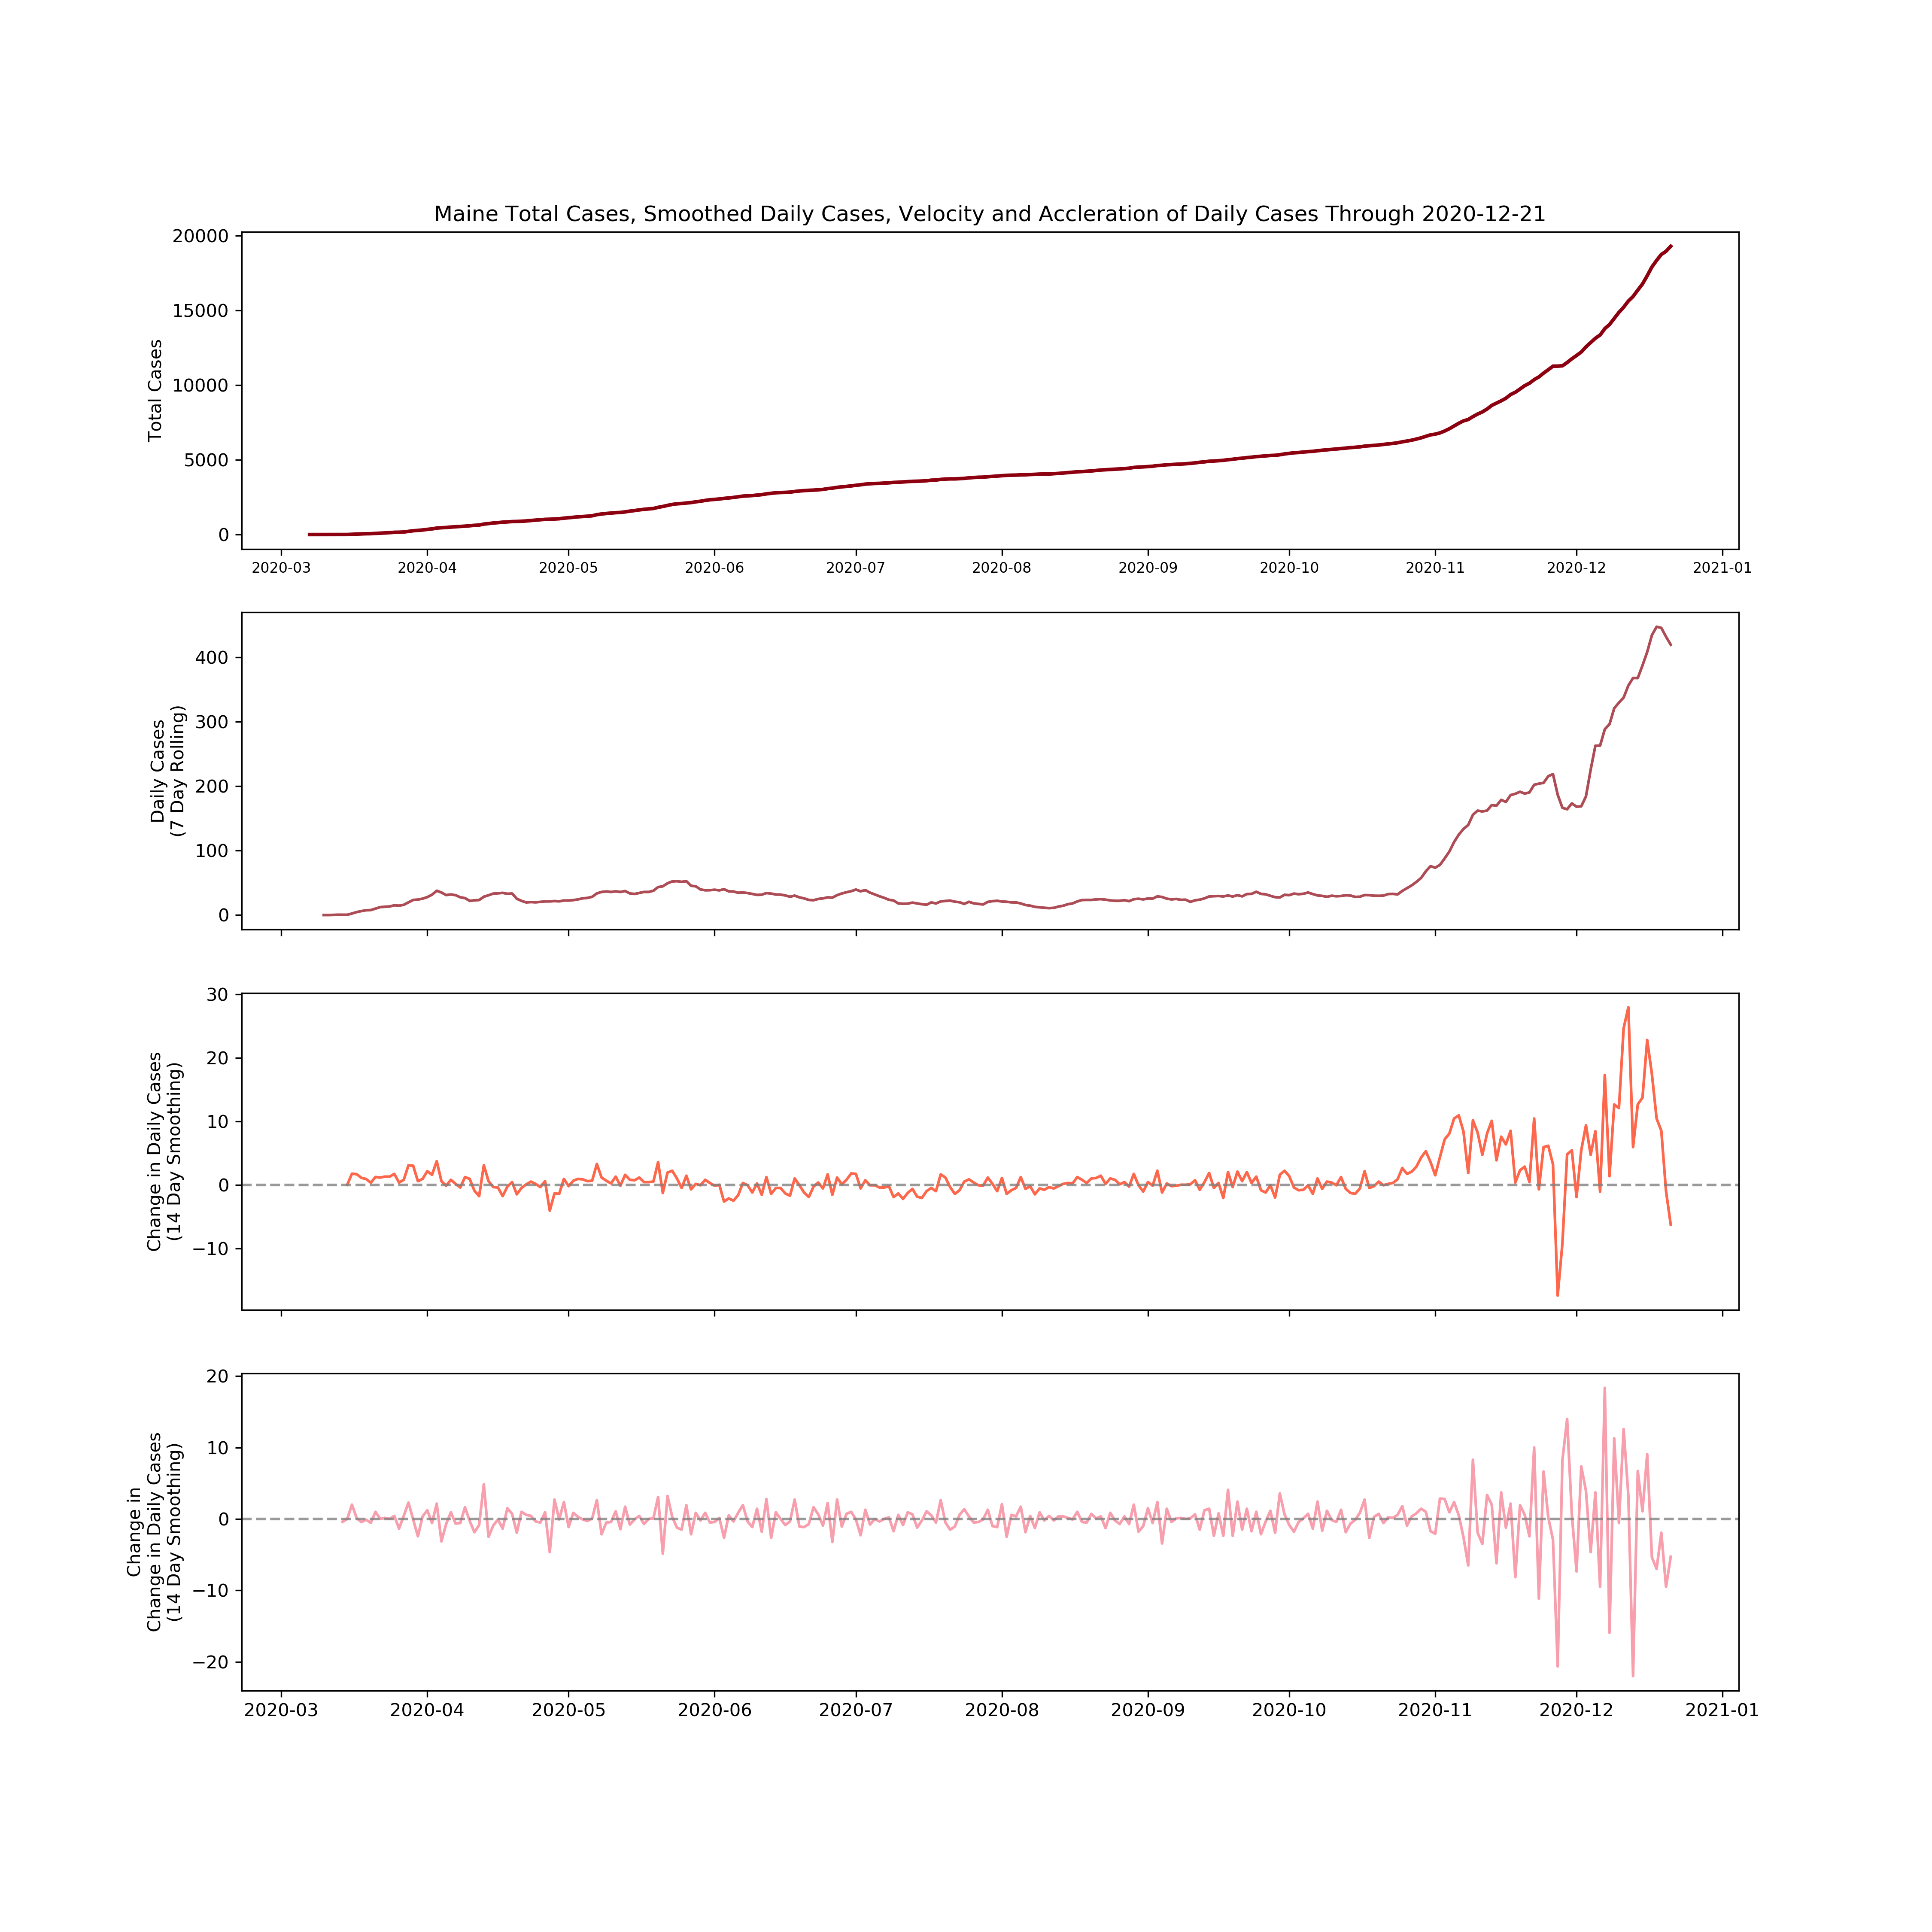 Maine Total Cases, Smoothed Daily Cases, Velocity and Accleration of Daily Cases Through 2020-12-21
20000
15000
10000
5000
0
Total Cases
2020-03 2020-04 2020-05 2020-06 2020-07 2020-08 2020-09 2020-10 2020-11 2020-12 2021-01
400
300
200
100
0
Daily Cases
(7 Day Rolling)
30
20
10
0
−10
Change in Daily Cases
(14 Day Smoothing)
20
10
0
−10
−20
Change in
Change in Daily Cases
(14 Day Smoothing)
2020-03 2020-04 2020-05 2020-06 2020-07 2020-08 2020-09 2020-10 2020-11 2020-12 2021-01